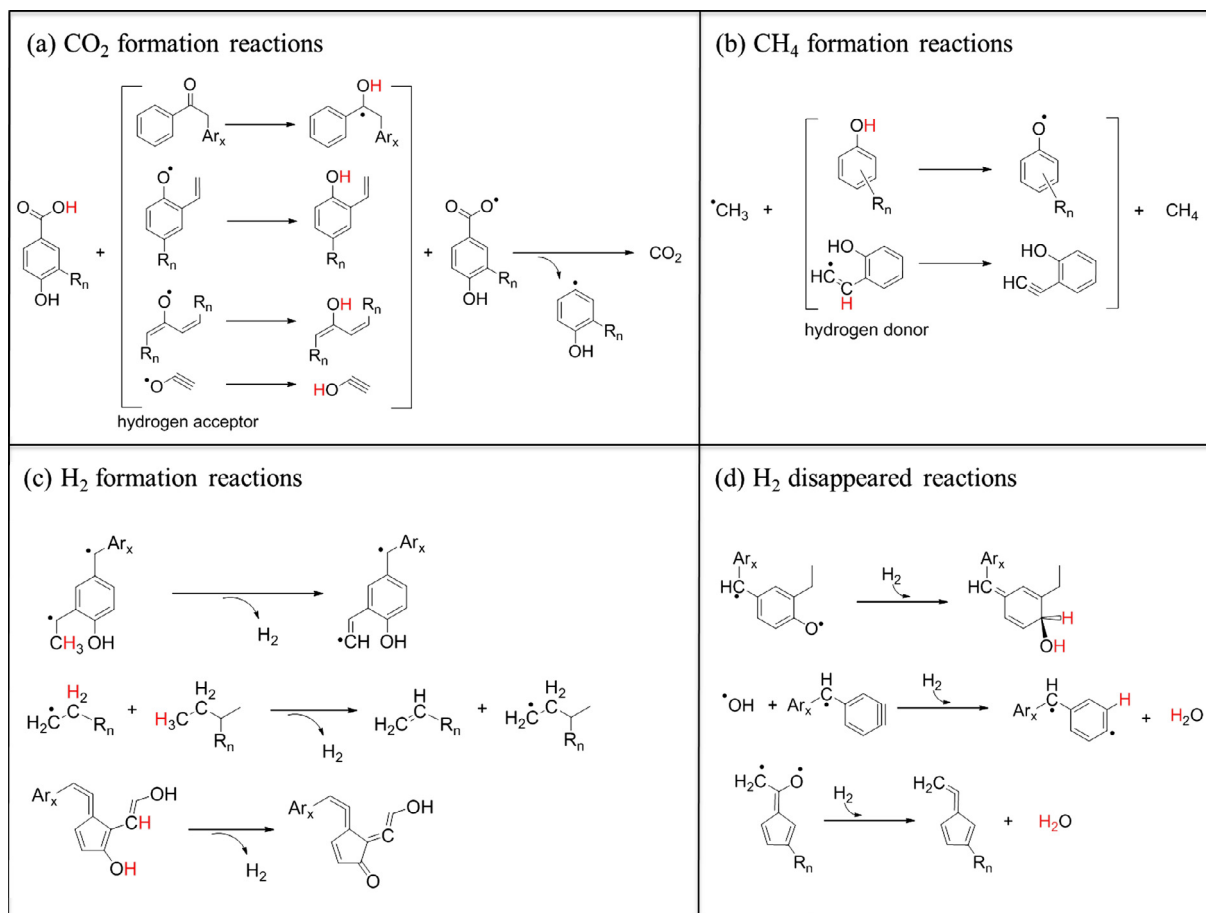 (a) CO2 formation reactions
O
Arx
OH
Arx
O•
Rn
OH
Rn
O OH
Rn
OH
+
+
O O•
Rn
OH
CO2
Rn
OH
O•
Rn
Rn
OH
Rn
Rn
•O
HO
hydrogen acceptor
(b) CH4 formation reactions
OH
Rn
O•
Rn
•CH3 +
+ CH4
HO
HC
C
H
HO
HC
hydrogen donor
(c) H2 formation reactions
Arx
CH3 OH
H2
Arx
•CH OH
H2
H2C C Rn
+
H2
H3C C
Rn
H2
H
H2C C Rn
+
H2
H2C C
Rn
Arx
OH
CH
OH
H2
Arx
OH
C
O
(d) H2 disappeared reactions
Arx
HC
O•
H2
Arx
HC
H
OH
•OH +
H
Arx C
H2
H
Arx C
H
+ H2O
H2C O•
Rn
H2
H2C
Rn
+ H2O